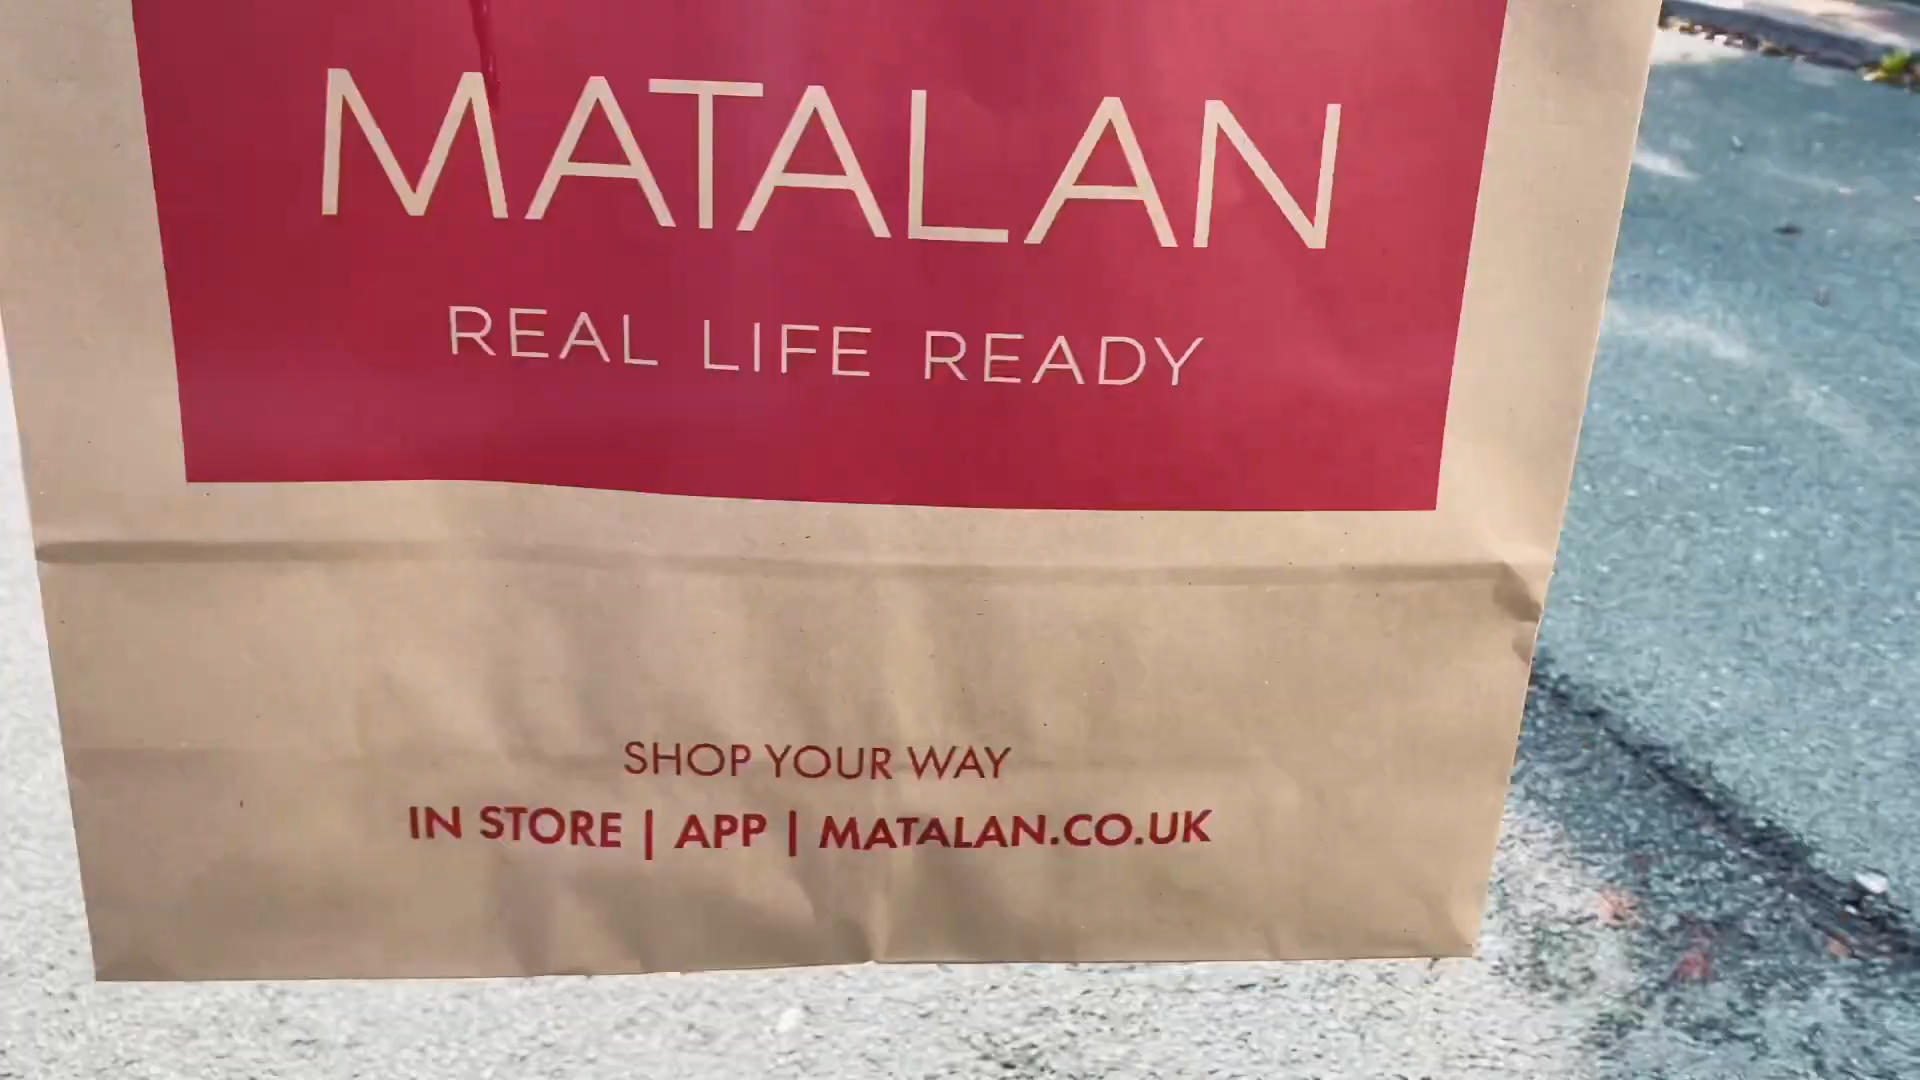 MATALAN
REAL LIFE READY
SHOP YOUR WAY
IN STORE | APP | MATALAN.CO.UK